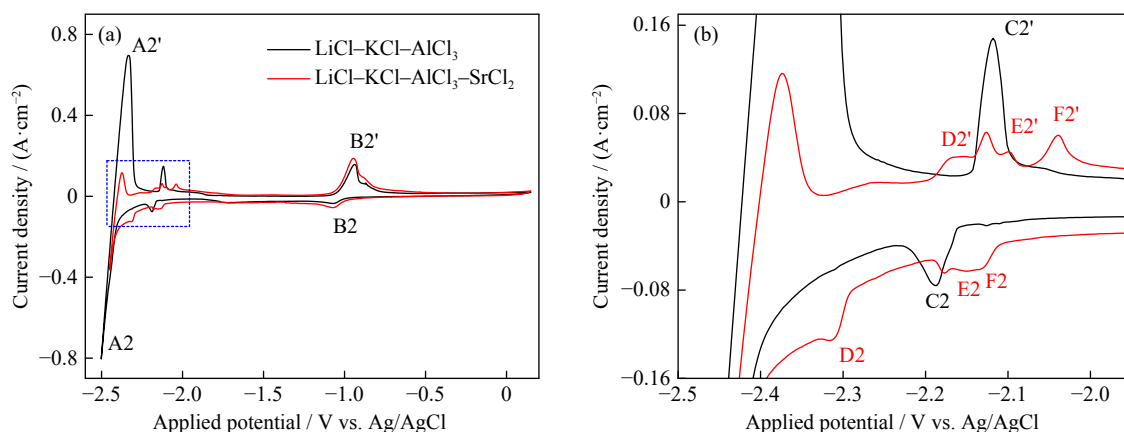 (a)
A2'
LiCl–KCl–AlCl₃
LiCl–KCl–AlCl₃–SrCl₂
B2'
B2
A2
0.8
0.4
0
−0.4
−0.8
Current density / (A·cm⁻²)
−2.5 −2.0 −1.5 −1.0 −0.5 0
Applied potential / V vs. Ag/AgCl
(b)
C2'
D2'
E2'
F2'
C2
E2
F2
D2
0.16
0.08
0
−0.08
−0.16
Current density / (A·cm⁻²)
−2.5 −2.4 −2.3 −2.2 −2.1 −2.0
Applied potential / V vs. Ag/AgCl